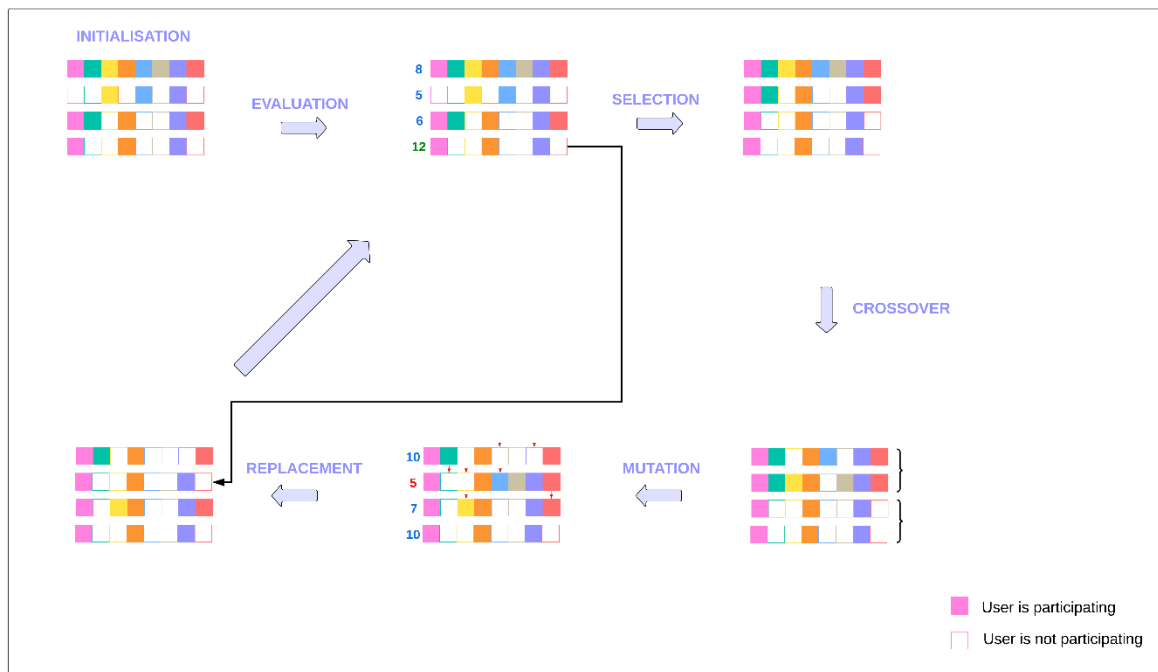 INITIALISATION
EVALUATION
8
5
6
12
SELECTION
CROSSOVER
REPLACEMENT
10
5
7
10
MUTATION
User is participating
User is not participating